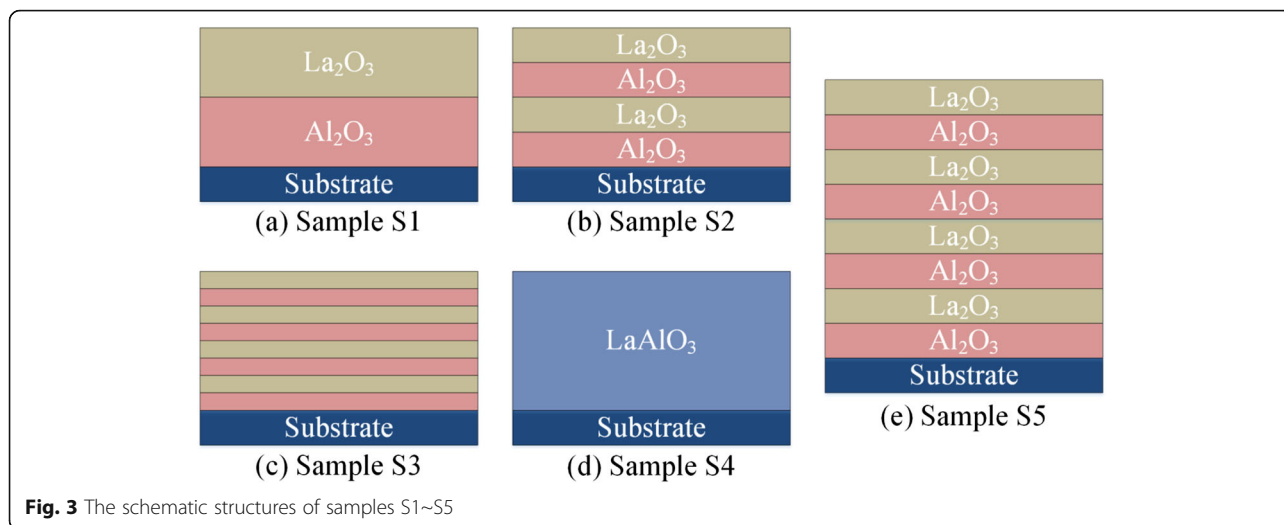 La₂O₃
Al₂O₃
Substrate
(a) Sample S1
La₂O₃
Al₂O₃
La₂O₃
Al₂O₃
Substrate
(b) Sample S2
Substrate
(c) Sample S3
LaAlO₃
Substrate
(d) Sample S4
La₂O₃
Al₂O₃
La₂O₃
Al₂O₃
La₂O₃
Al₂O₃
La₂O₃
Al₂O₃
Substrate
(e) Sample S5
Fig. 3 The schematic structures of samples S1~S5